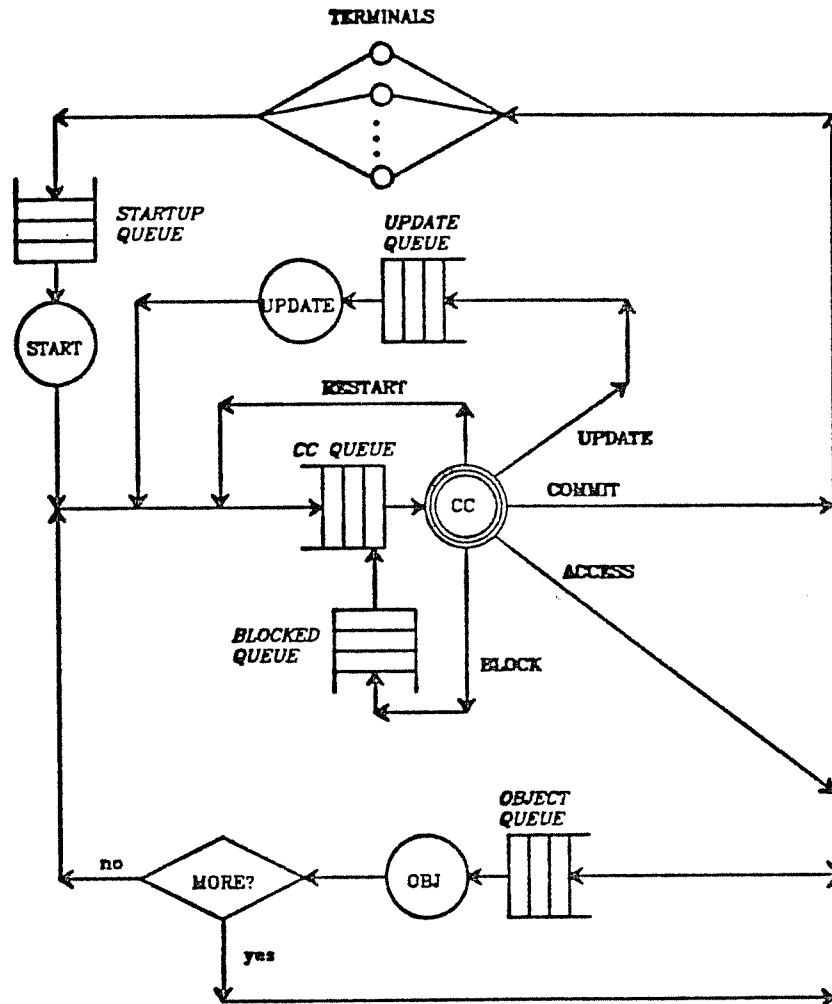 TERMINALS
STARTUP
QUEUE
UPDATE
QUEUE
UPDATE
START
RESTART
UPDATE
CC QUEUE
CC
COMMIT
ACCESS
BLOCKED
QUEUE
BLOCK
OBJECT
QUEUE
no
MORE?
OBJ
yes